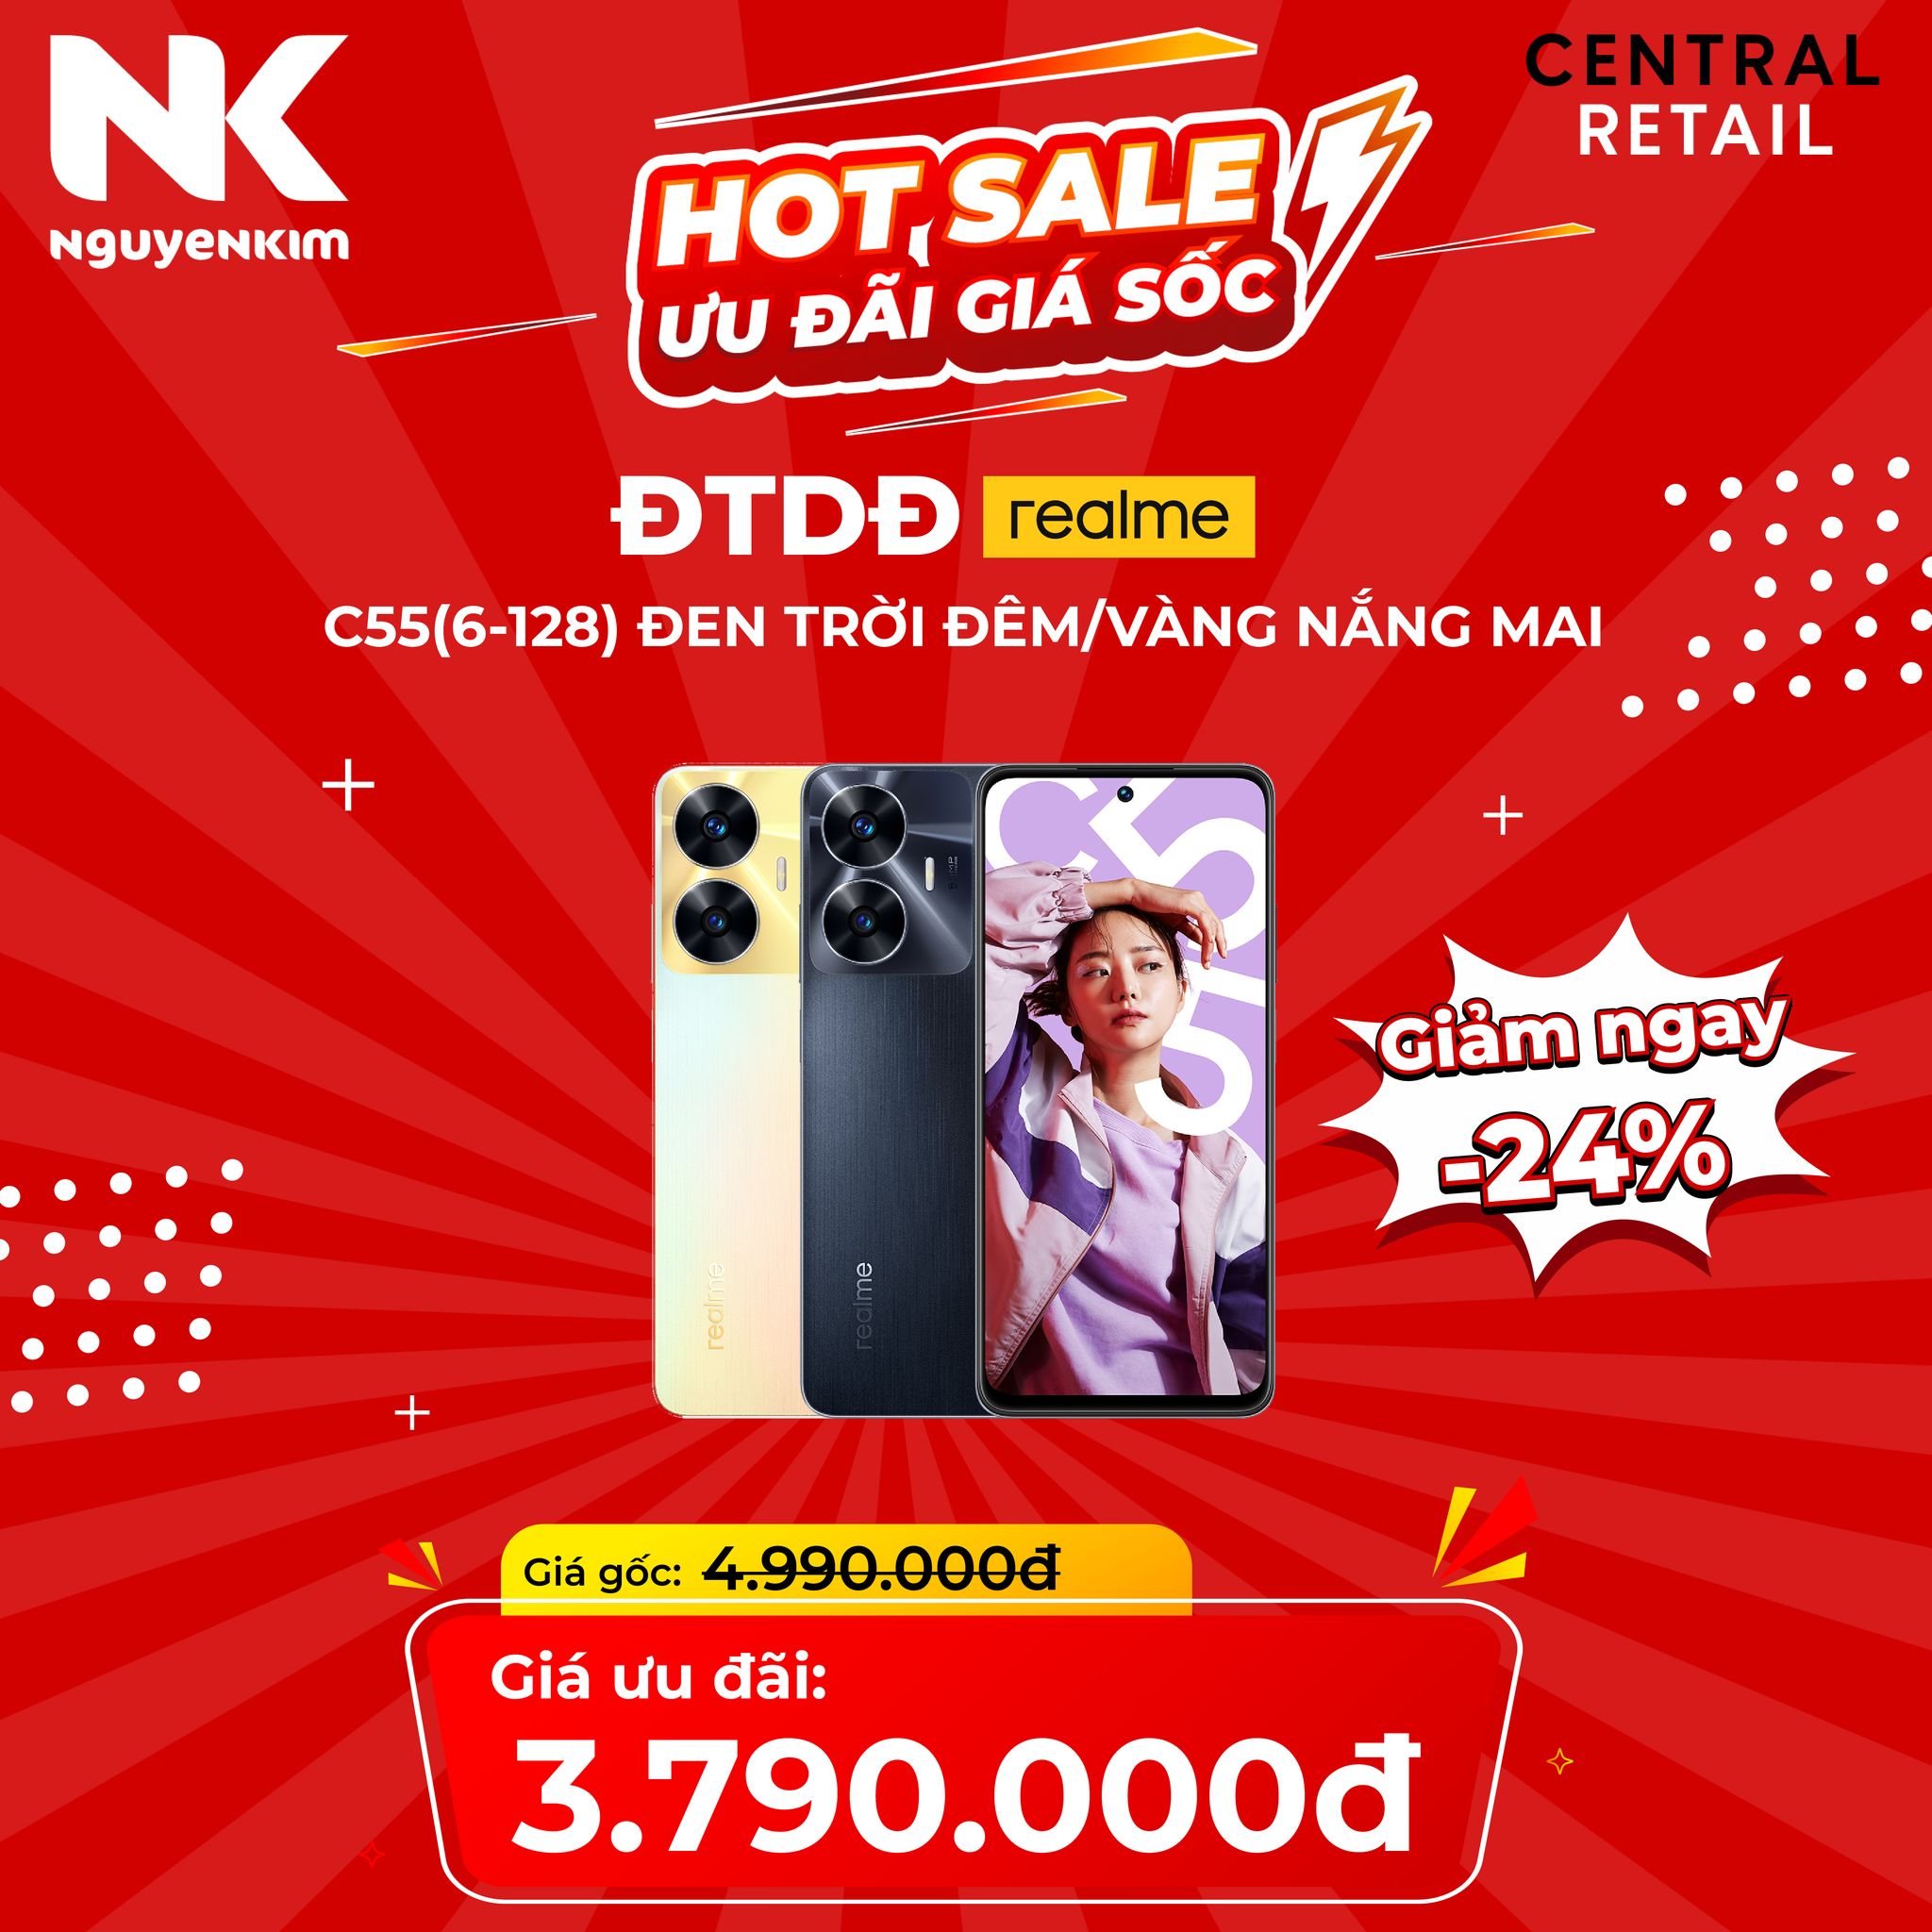 NK
NGUYENKIM
CENTRAL
RETAIL
HOT SALE
ƯU ĐÃI GIÁ SỐC
ĐTDĐ realme
C55(6-128) ĐEN TRỜI ĐÊM/VÀNG NẮNG MAI
C55
realme
realme
Giảm ngay
-24%
Giá gốc: 4.990.000đ
Giá ưu đãi:
3.790.000đ